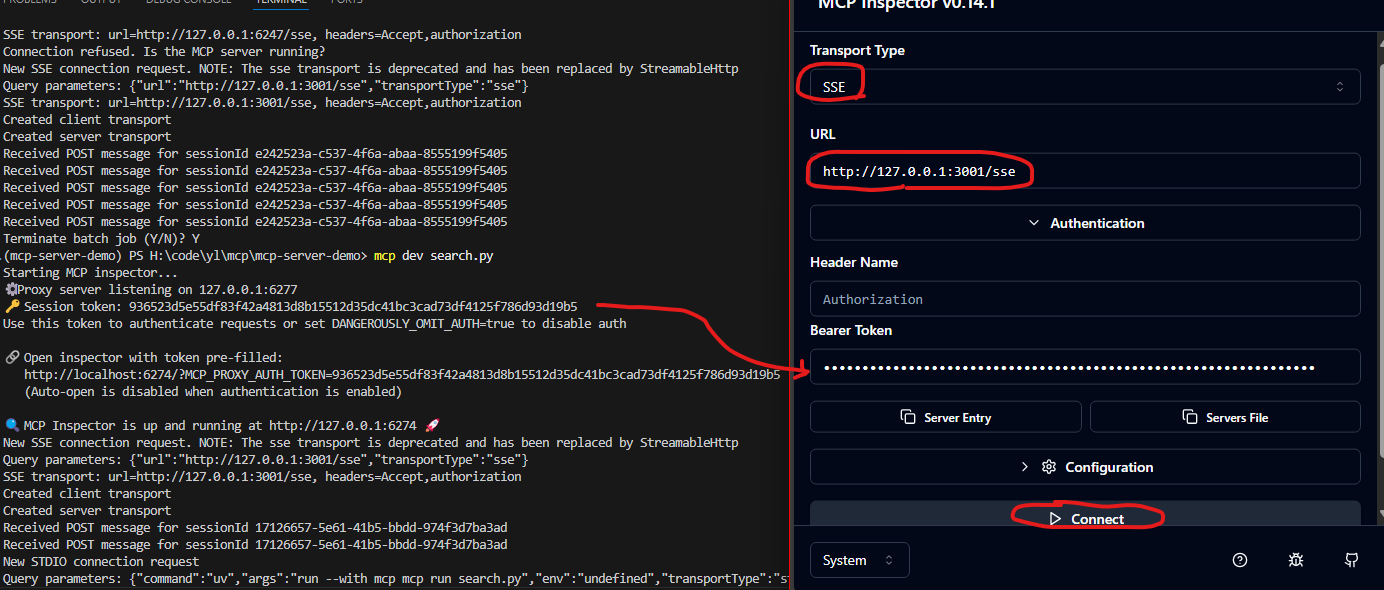 PROBLEMS OUTPUT DEBUG CONSOLE TERMINAL PORTS
SSE transport: url=http://127.0.0.1:6247/sse, headers=Accept,authorization
Connection refused. Is the MCP server running?
New SSE connection request. NOTE: The sse transport is deprecated and has been replaced by StreamableHttp
Query parameters: {"url":"http://127.0.0.1:3001/sse","transportType":"sse"}
SSE transport: url=http://127.0.0.1:3001/sse, headers=Accept,authorization
Created client transport
Created server transport
Received POST message for sessionId e242523a-c537-4f6a-abaa-8555199f5405
Received POST message for sessionId e242523a-c537-4f6a-abaa-8555199f5405
Received POST message for sessionId e242523a-c537-4f6a-abaa-8555199f5405
Received POST message for sessionId e242523a-c537-4f6a-abaa-8555199f5405
Received POST message for sessionId e242523a-c537-4f6a-abaa-8555199f5405
Terminate batch job (Y/N)? Y
(mcp-server-demo) PS H:\code\yl\mcp\mcp-server-demo> mcp dev search.py
Starting MCP inspector...
⚙️Proxy server listening on 127.0.0.1:6277
🔑 Session token: 936523d5e55df83f42a4813d8b15512d35dc41bc3cad73df4125f786d93d19b5
Use this token to authenticate requests or set DANGEROUSLY_OMIT_AUTH=true to disable auth
🔗 Open inspector with token pre-filled:
http://localhost:6274/?MCP_PROXY_AUTH_TOKEN=936523d5e55df83f42a4813d8b15512d35dc41bc3cad73df4125f786d93d19b5
(Auto-open is disabled when authentication is enabled)
🔍 MCP Inspector is up and running at http://127.0.0.1:6274 🚀
New SSE connection request. NOTE: The sse transport is deprecated and has been replaced by StreamableHttp
Query parameters: {"url":"http://127.0.0.1:3001/sse","transportType":"sse"}
SSE transport: url=http://127.0.0.1:3001/sse, headers=Accept,authorization
Created client transport
Created server transport
Received POST message for sessionId 17126657-5e61-41b5-bbdd-974f3d7ba3ad
Received POST message for sessionId 17126657-5e61-41b5-bbdd-974f3d7ba3ad
New STDIO connection request
Query parameters: {"command":"uv","args":"run --with mcp mcp run search.py","env":"undefined","transportType":"s
MCP Inspector v0.14.1
Transport Type
SSE
URL
http://127.0.0.1:3001/sse
Authentication
Header Name
Authorization
Bearer Token
Server Entry
Servers File
Configuration
Connect
System